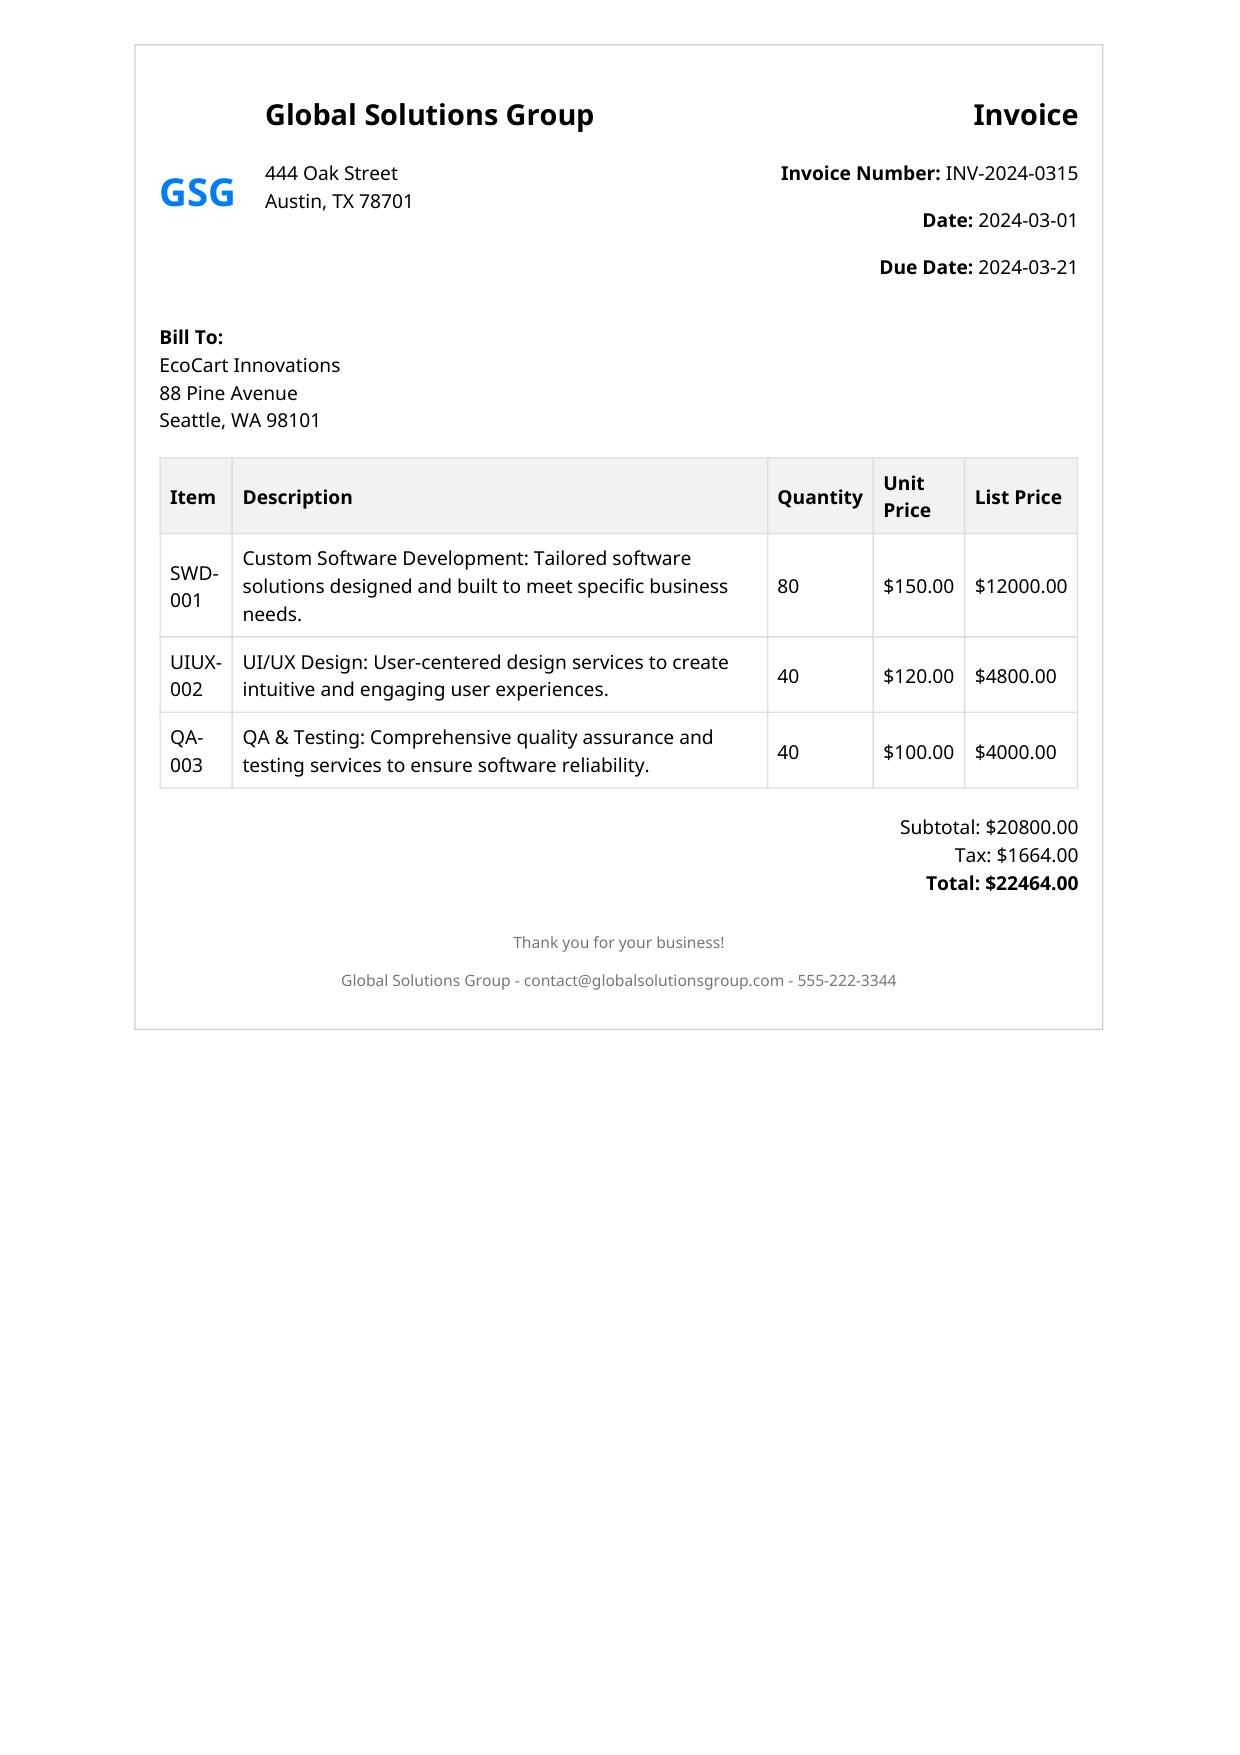 Global Solutions Group
Invoice
GSG
444 Oak Street
Austin, TX 78701
Invoice Number: INV-2024-0315
Date: 2024-03-01
Due Date: 2024-03-21
Bill To:
EcoCart Innovations
88 Pine Avenue
Seattle, WA 98101
Item
Description
Quantity
Unit
Price
List Price
SWD-
001
Custom Software Development: Tailored software
solutions designed and built to meet specific business
needs.
80
$150.00
$12000.00
UIUX-
002
UI/UX Design: User-centered design services to create
intuitive and engaging user experiences.
40
$120.00
$4800.00
QA-
003
QA & Testing: Comprehensive quality assurance and
testing services to ensure software reliability.
40
$100.00
$4000.00
Subtotal: $20800.00
Tax: $1664.00
Total: $22464.00
Thank you for your business!
Global Solutions Group - contact@globalsolutionsgroup.com - 555-222-3344